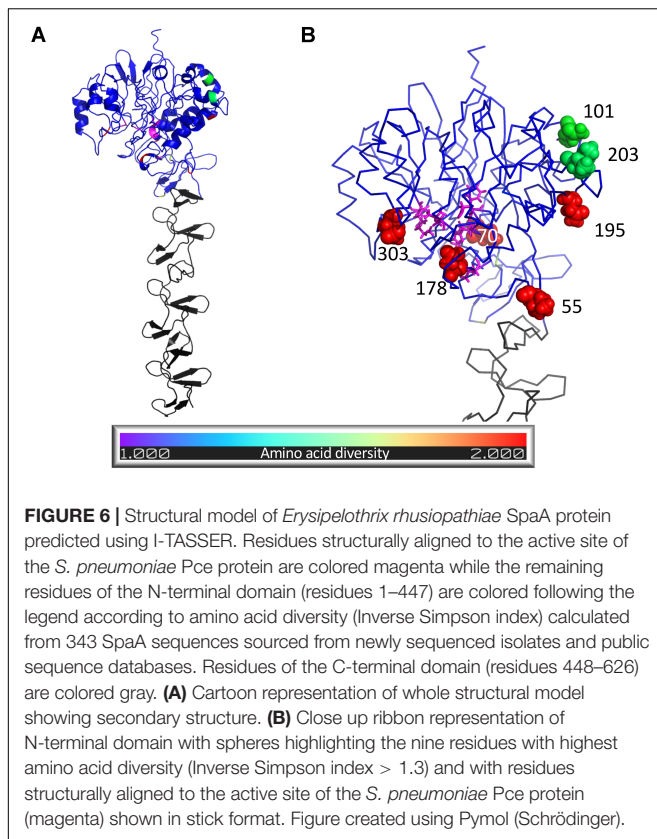 A
B
101
203
195
70
303
178
55
1.000 Amino acid diversity 2.000
FIGURE 6 | Structural model of Erysipelothrix rhusiopathiae SpaA protein
predicted using I-TASSER. Residues structurally aligned to the active site of
the S. pneumoniae Pce protein are colored magenta while the remaining
residues of the N-terminal domain (residues 1–447) are colored following the
legend according to amino acid diversity (Inverse Simpson index) calculated
from 343 SpaA sequences sourced from newly sequenced isolates and public
sequence databases. Residues of the C-terminal domain (residues 448–626)
are colored gray. (A) Cartoon representation of whole structural model
showing secondary structure. (B) Close up ribbon representation of
N-terminal domain with spheres highlighting the nine residues with highest
amino acid diversity (Inverse Simpson index > 1.3) and with residues
structurally aligned to the active site of the S. pneumoniae Pce protein
(magenta) shown in stick format. Figure created using Pymol (Schrödinger).